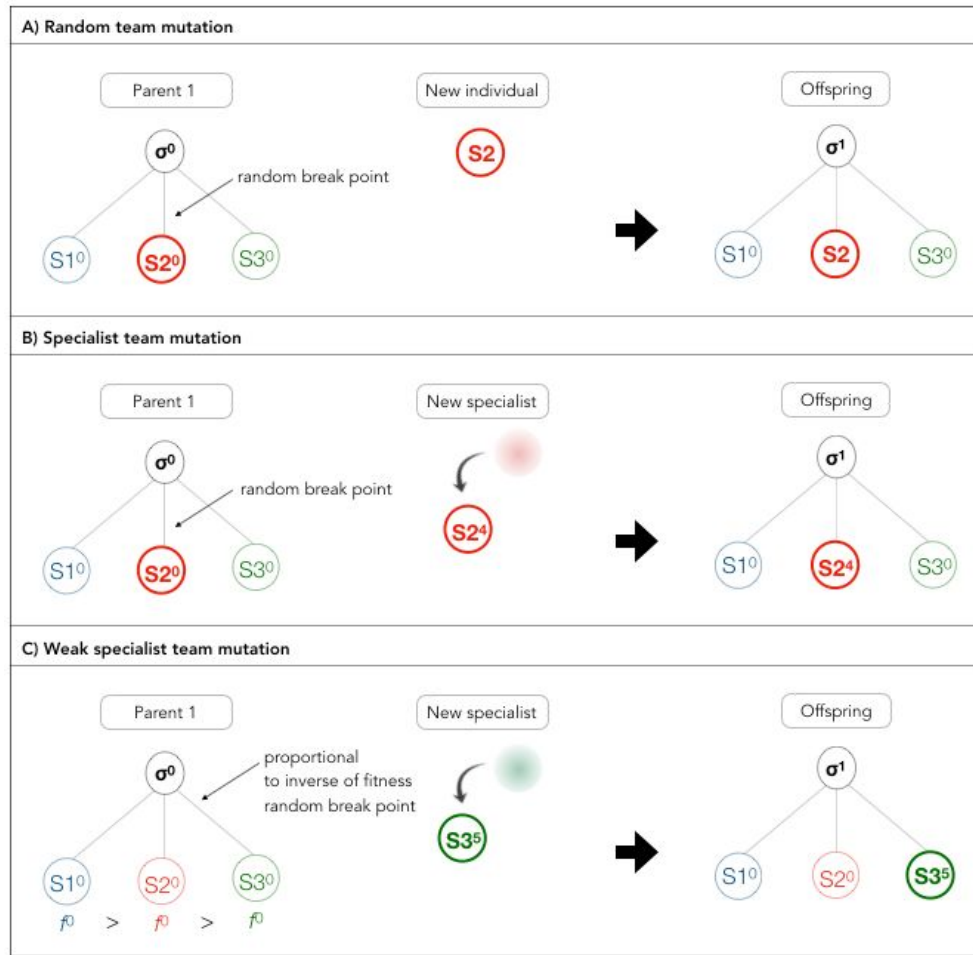 A) Random team mutation
Parent 1
New individual
Offspring
σ⁰
S2
σ¹
random break point
S1⁰
S2⁰
S3⁰
S1⁰
S2
S3⁰
B) Specialist team mutation
Parent 1
New specialist
Offspring
σ⁰
σ¹
random break point
S2⁴
S1⁰
S2⁰
S3⁰
S1⁰
S2⁴
S3⁰
C) Weak specialist team mutation
Parent 1
New specialist
Offspring
σ⁰
proportional
to inverse of fitness
random break point
σ¹
S3⁵
S1⁰
S2⁰
S3⁰
S1⁰
S2⁰
S3⁵
f⁰ > f⁰ > f⁰